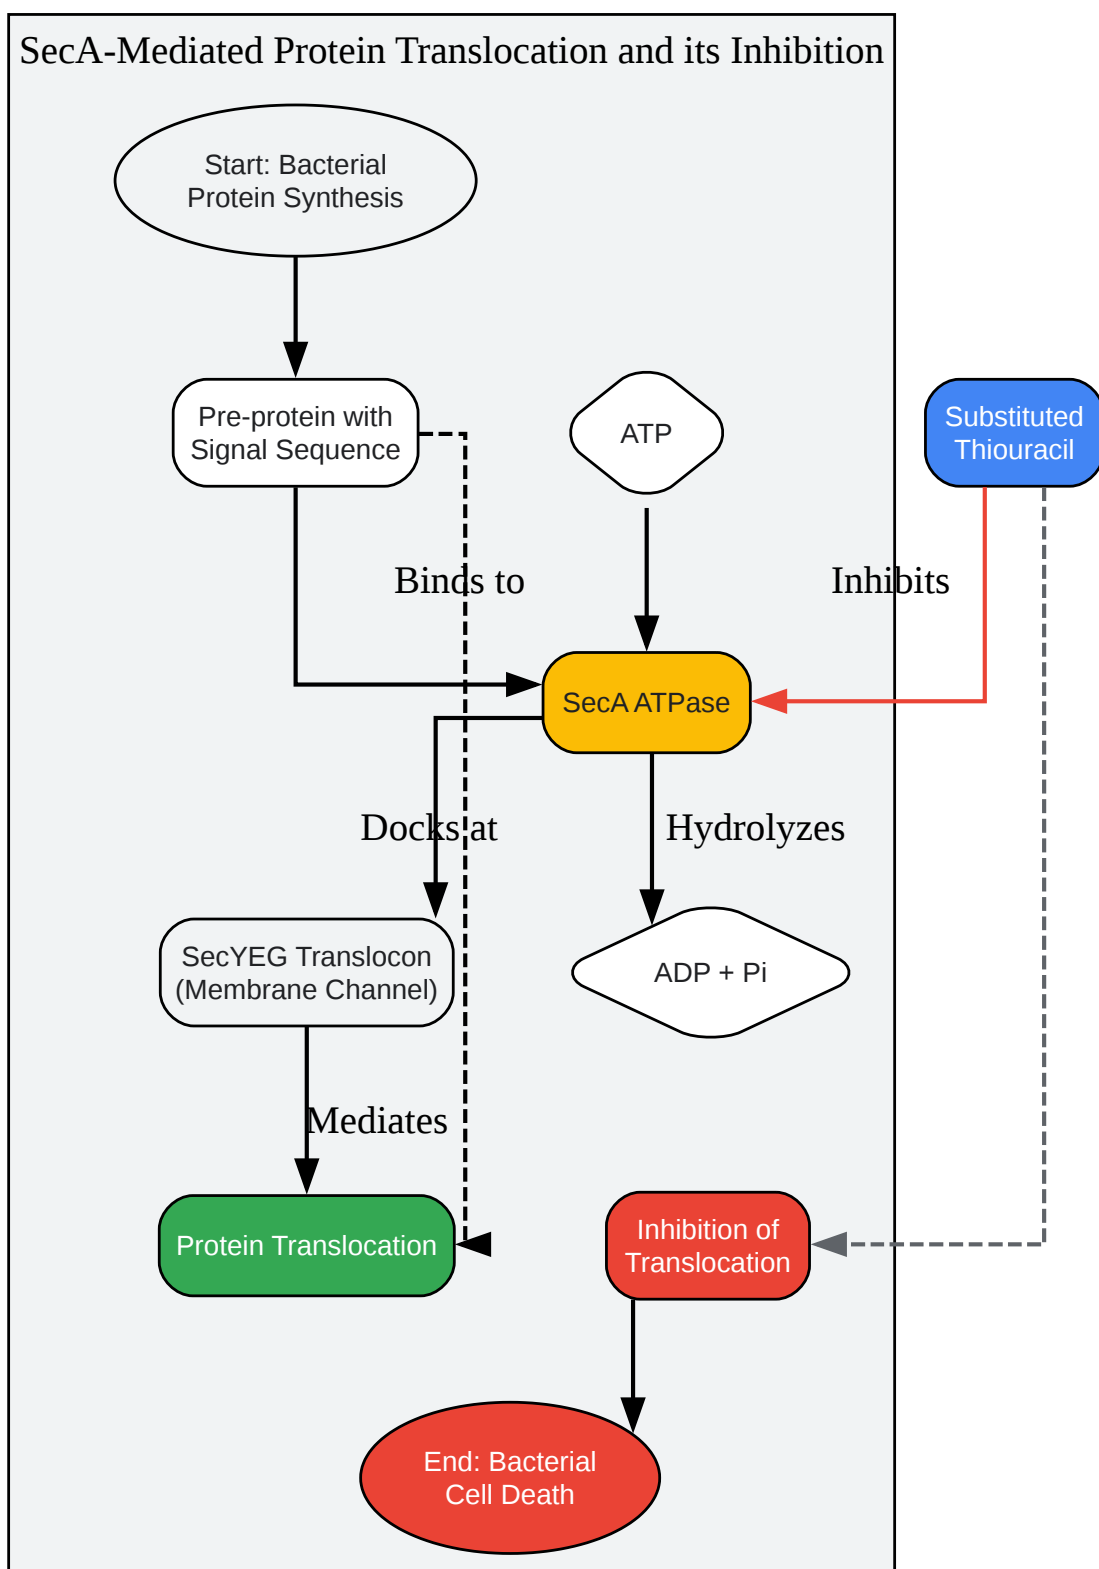 SecA-Mediated Protein Translocation and its Inhibition
Start: Bacterial
Protein Synthesis
Pre-protein with
Signal Sequence
ATP
Substituted
Thiouracil
Binds to
Inhibits
SecA ATPase
Docks at
Hydrolyzes
SecYEG Translocon
(Membrane Channel)
ADP + Pi
Mediates
Protein Translocation
Inhibition of
Translocation
End: Bacterial
Cell Death